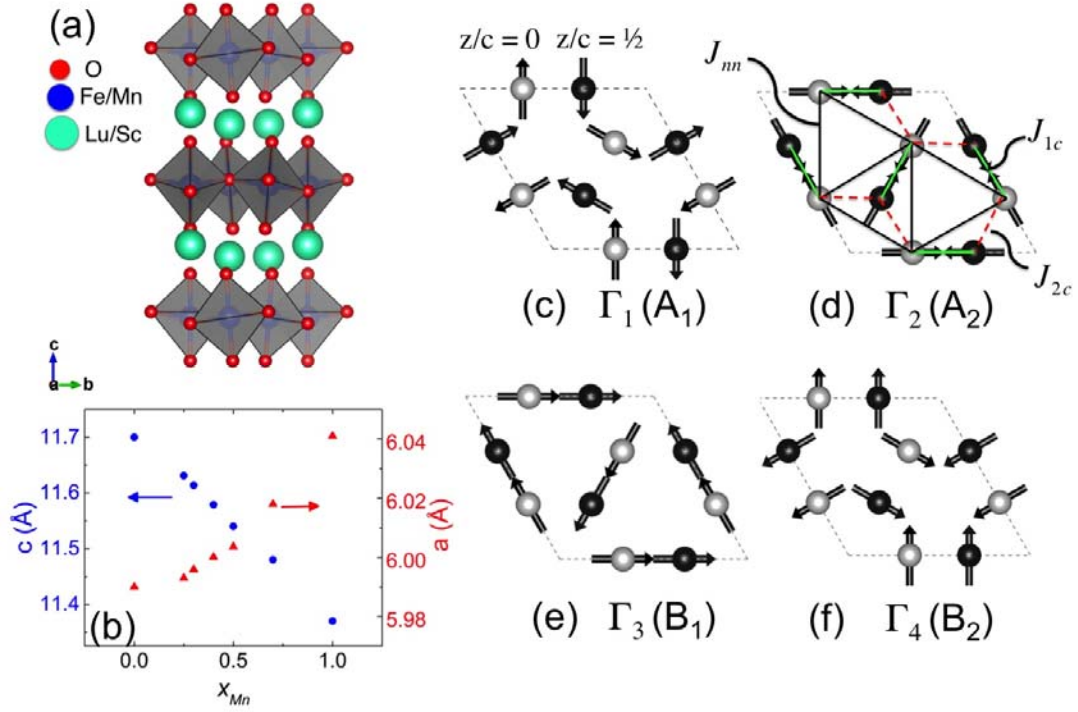 (a)
O
Fe/Mn
Lu/Sc
c
a b
z/c = 0 z/c = ½
(c) Γ₁ (A₁)
J_nn
J_1c
J_2c
(d) Γ₂ (A₂)
11.7
11.6
11.5
11.4
c (Å)
6.04
6.02
6.00
5.98
a (Å)
(b)
0.0 0.5 1.0
x_Mn
(e) Γ₃ (B₁)
(f) Γ₄ (B₂)